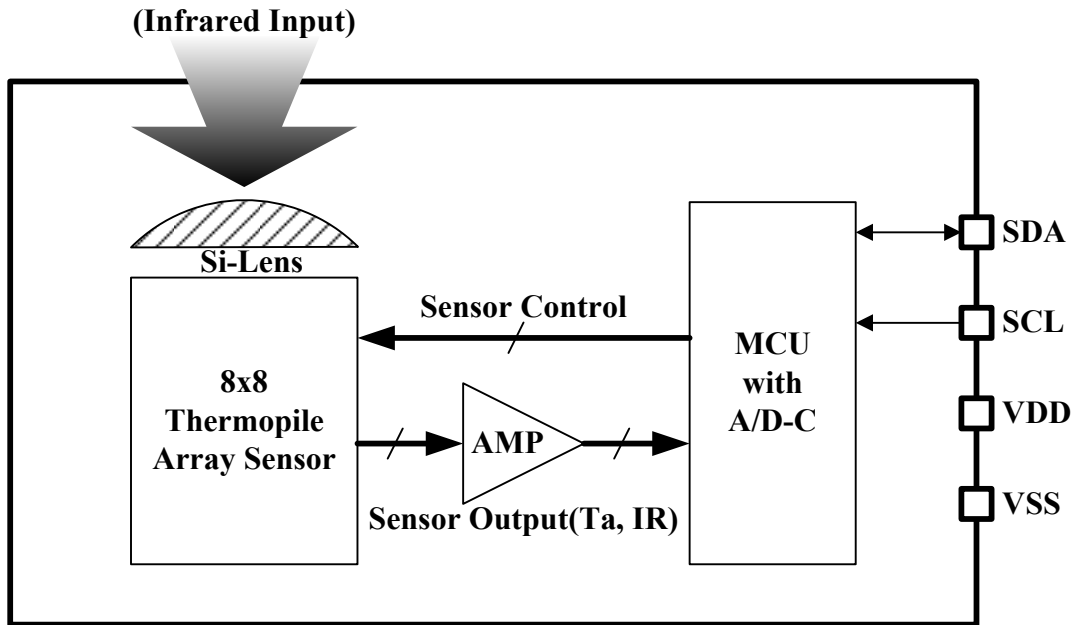 (Infrared Input)
Si-Lens
8x8
Thermopile
Array Sensor
Sensor Control
AMP
Sensor Output(Ta, IR)
MCU
with
A/D-C
SDA
SCL
VDD
VSS